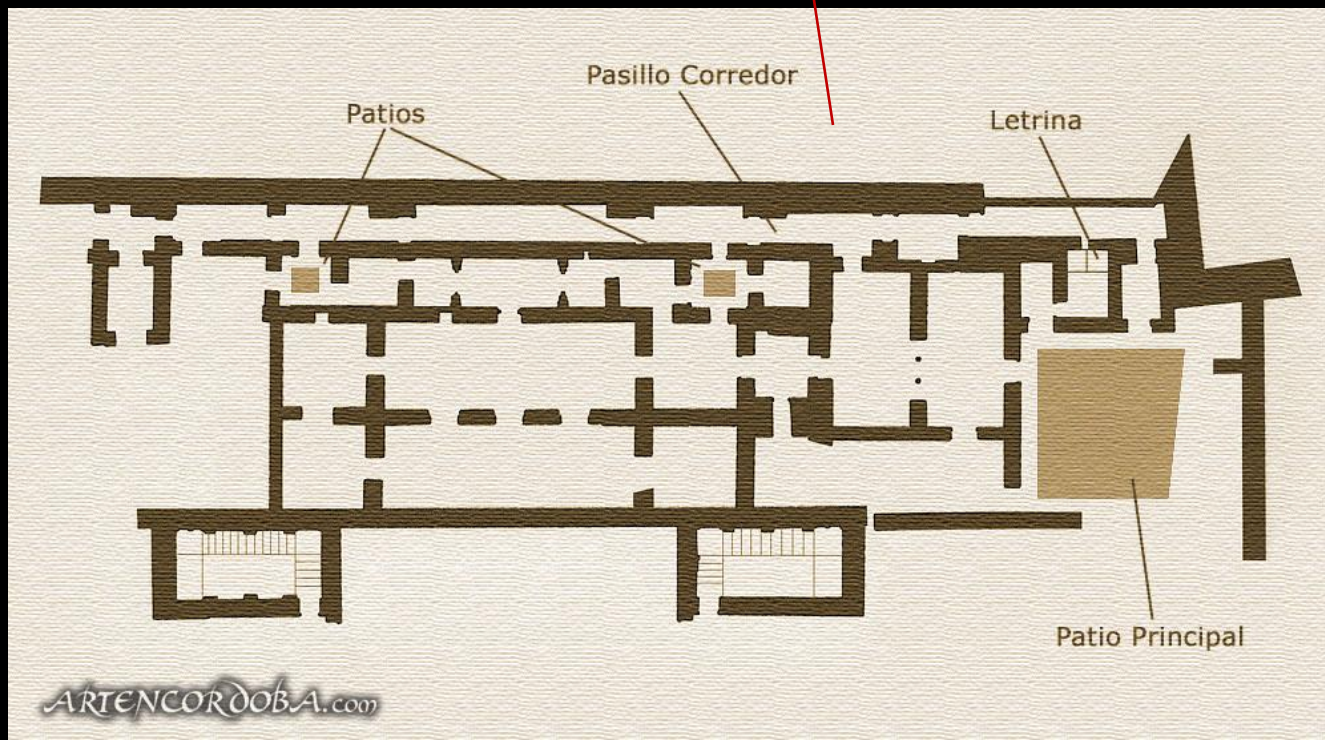 Pasillo Corredor
Patios
Letrina
Patio Principal
ARTENCORDOBA.com